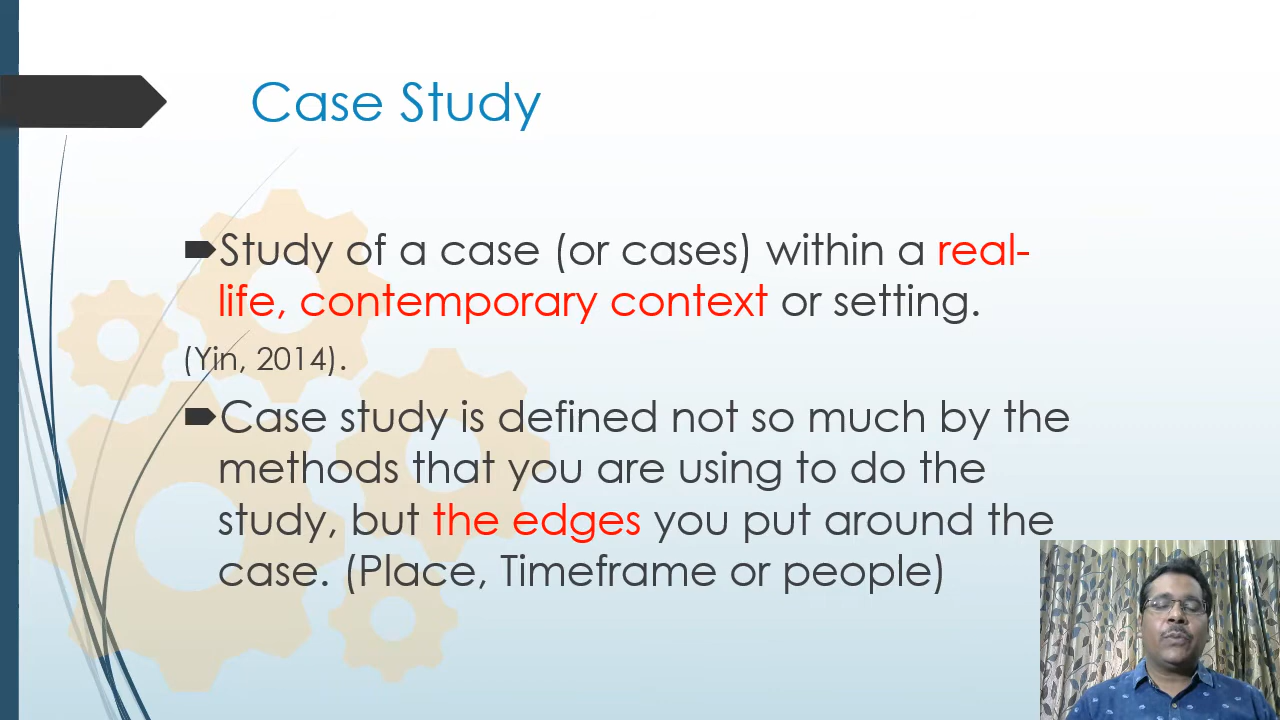 Case Study
Study of a case (or cases) within a real-
life, contemporary context or setting.
(Yin, 2014).
Case study is defined not so much by the
methods that you are using to do the
study, but the edges you put around the
case. (Place, Timeframe or people)